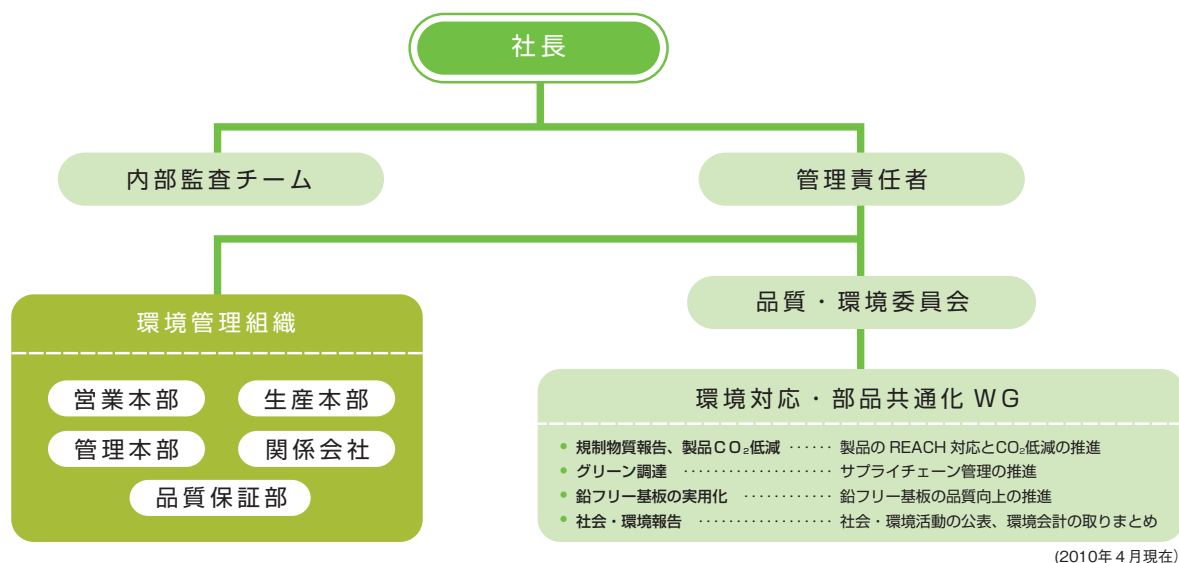 社長
内部監査チーム
管理責任者
環境管理組織
営業本部
生産本部
管理本部
関係会社
品質保証部
品質・環境委員会
環境対応・部品共通化 WG
• 規制物質報告、製品CO₂低減 ‥‥‥ 製品の REACH 対応とCO₂低減の推進
• グリーン調達 ‥‥‥‥‥‥‥‥‥ サプライチェーン管理の推進
• 鉛フリー基板の実用化 ‥‥‥‥‥‥ 鉛フリー基板の品質向上の推進
• 社会・環境報告 ‥‥‥‥‥‥‥‥ 社会・環境活動の公表、環境会計の取りまとめ
(2010年4月現在)